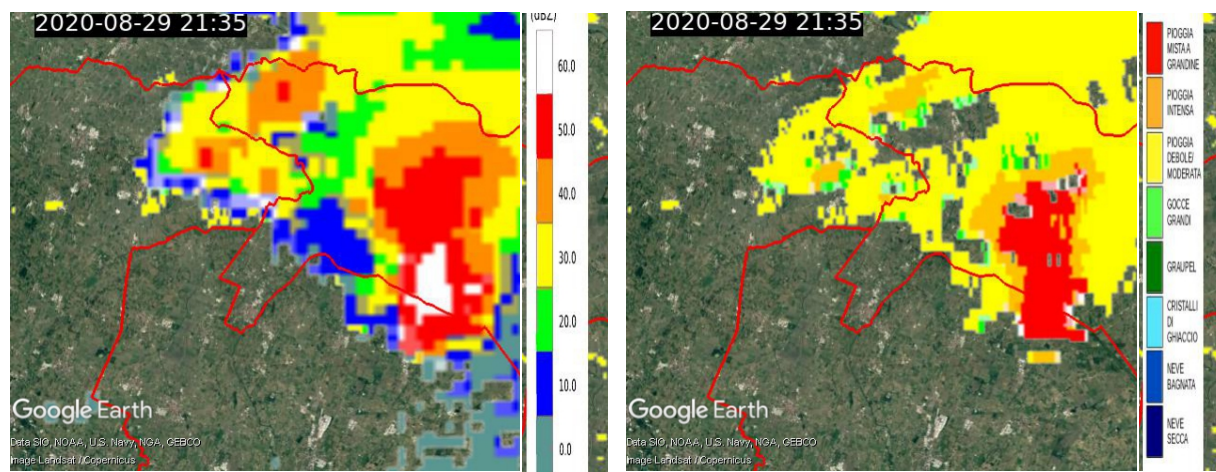 2020-08-29 21:35
(dBZ)
60.0
50.0
40.0
30.0
20.0
10.0
0.0
Google Earth
Data SIO, NOAA, U.S. Navy, NGA, GEBCO
Image Landsat / Copernicus
2020-08-29 21:35
PIOGGIA
MISTA A
GRANDINE
PIOGGIA
INTENSA
PIOGGIA
DEBOLE/
MODERATA
GOCCE
GRANDI
GRAUPEL
CRISTALLI
DI
GHIACCIO
NEVE
BAGNATA
NEVE
SECCA
Google Earth
Data SIO, NOAA, U.S. Navy, NGA, GEBCO
Image Landsat / Copernicus